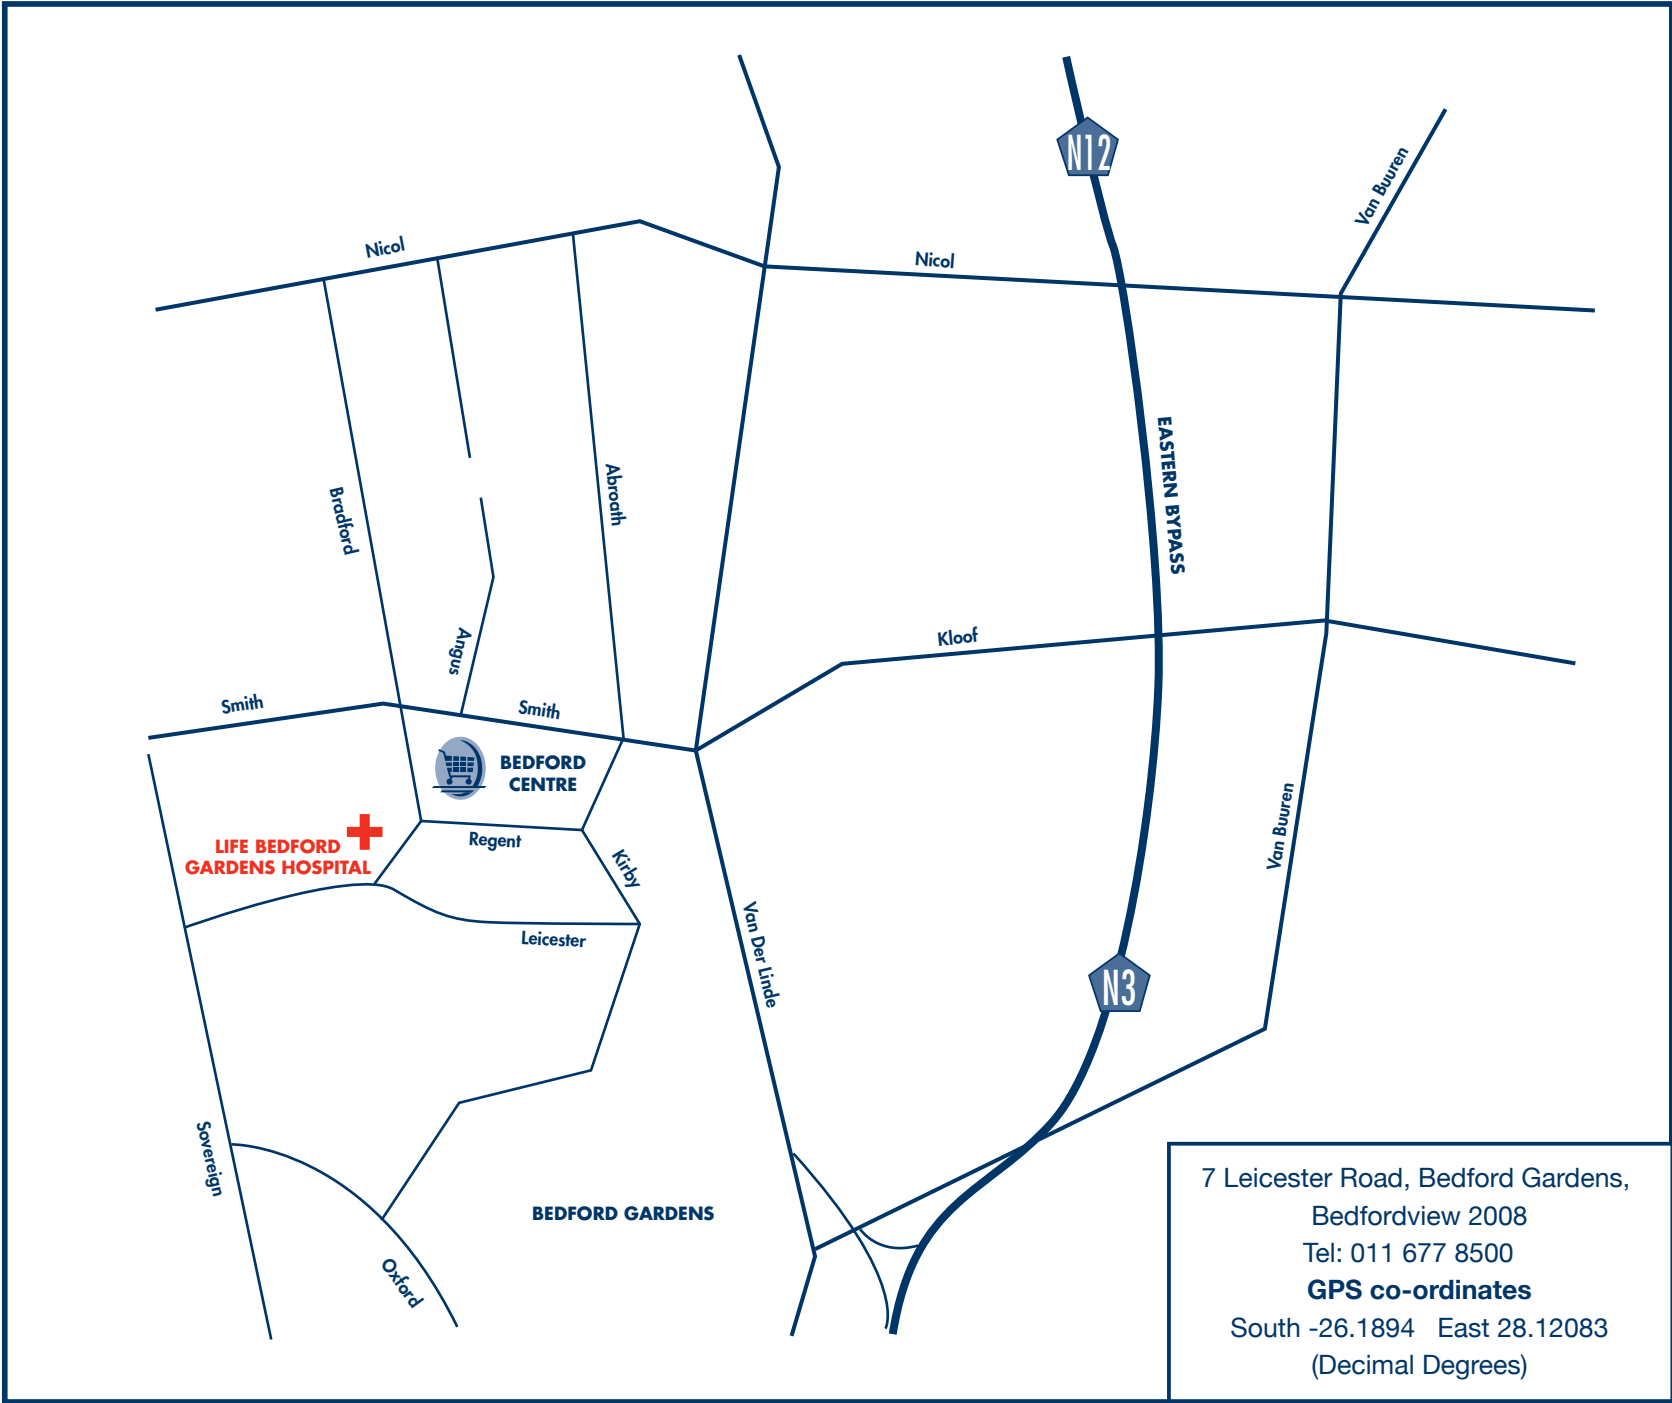 N12
Van Buuren
Nicol
Nicol
EASTERN BYPASS
Abroath
Bradford
Angus
Kloof
Smith
Smith
BEDFORD
CENTRE
LIFE BEDFORD
GARDENS HOSPITAL
Regent
Kirby
Van Buuren
Leicester
Van Der Linde
N3
Sovereign
BEDFORD GARDENS
Oxford
7 Leicester Road, Bedford Gardens,
Bedfordview 2008
Tel: 011 677 8500
GPS co-ordinates
South -26.1894 East 28.12083
(Decimal Degrees)